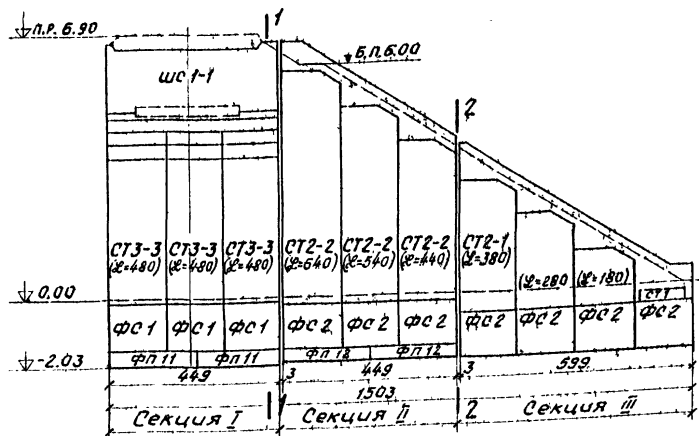 П.Р. 6.90
1
Б.П. 6.00
ШС 1-1
2
СТ3-3 СТ3-3 СТ3-3 СТ2-2 СТ2-2 СТ2-2 СТ2-1
(ℒ=480) (ℒ=480) (ℒ=480) (ℒ=640) (ℒ=540) (ℒ=440) (ℒ=380)
(ℒ=280 (ℒ=180)
0.00
СТ1
ФС1 ФС1 ФС1 ФС2 ФС2 ФС2 ФС2 ФС2 ФС2 ФС2
ФП11 ФП11 ФП12 ФП12
-2.03
449 3 449 3 599
1503
Секция I 1 Секция II 2 Секция III